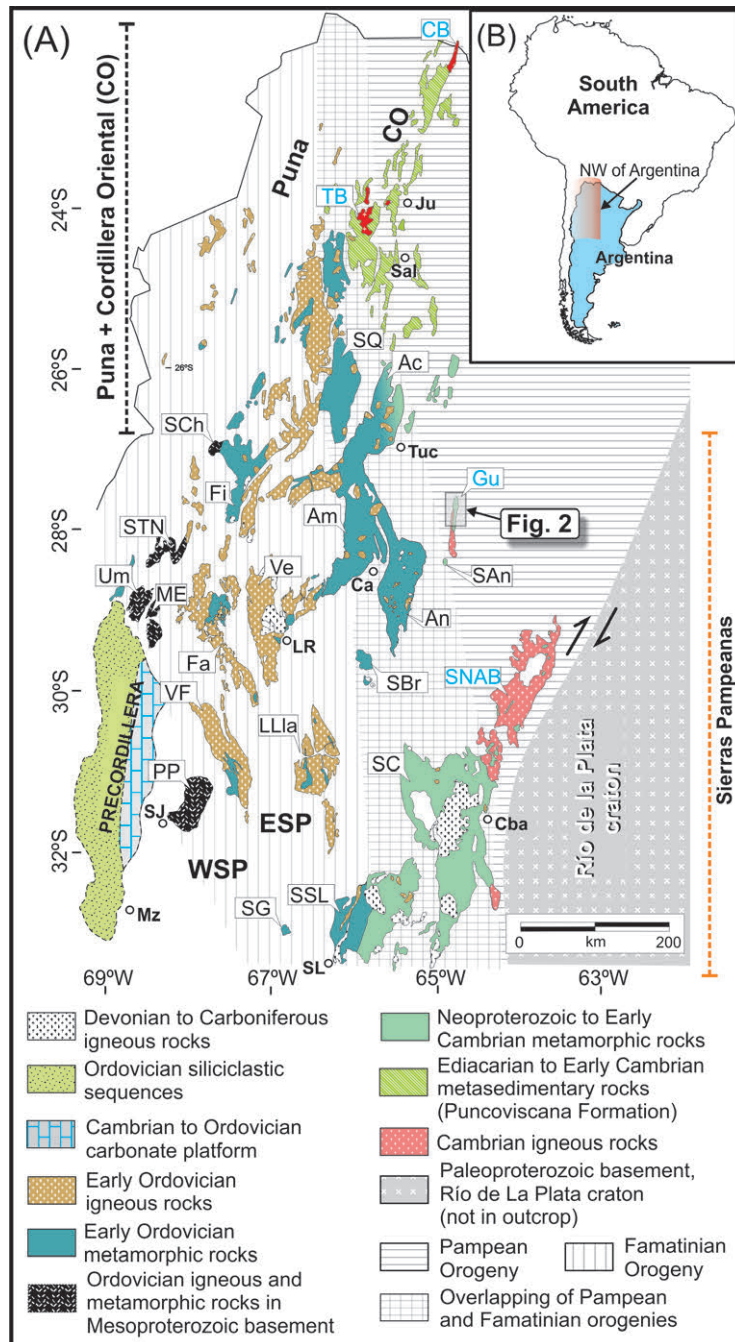 (A)
(B)
CB
South
America
NW of Argentina
Argentina
Puna + Cordillera Oriental (CO)
Puna
CO
24°S
TB
Ju
Sal
SQ
26°S
26°S
Ac
SCh
Tuc
Fi
Gu
Am
Fig. 2
28°S
STN
Um
ME
Ve
Ca
SAn
An
LR
Fa
SBr
SNAB
30°S
VF
PRECORDILLERA
LLIa
SC
PP
SJ
ESP
Cba
Río de la Plata
craton
Sierras Pampeanas
32°S
WSP
SG
SSL
Mz
SL
0 km 200
69°W
67°W
65°W
63°W
Devonian to Carboniferous
igneous rocks
Ordovician siliciclastic
sequences
Cambrian to Ordovician
carbonate platform
Early Ordovician
igneous rocks
Early Ordovician
metamorphic rocks
Ordovician igneous and
metamorphic rocks in
Mesoproterozoic basement
Neoproterozoic to Early
Cambrian metamorphic rocks
Ediacarian to Early Cambrian
metasedimentary rocks
(Puncoviscana Formation)
Cambrian igneous rocks
Paleoproterozoic basement,
Río de La Plata craton
(not in outcrop)
Pampean
Orogeny
Famatinian
Orogeny
Overlapping of Pampean
and Famatinian orogenies